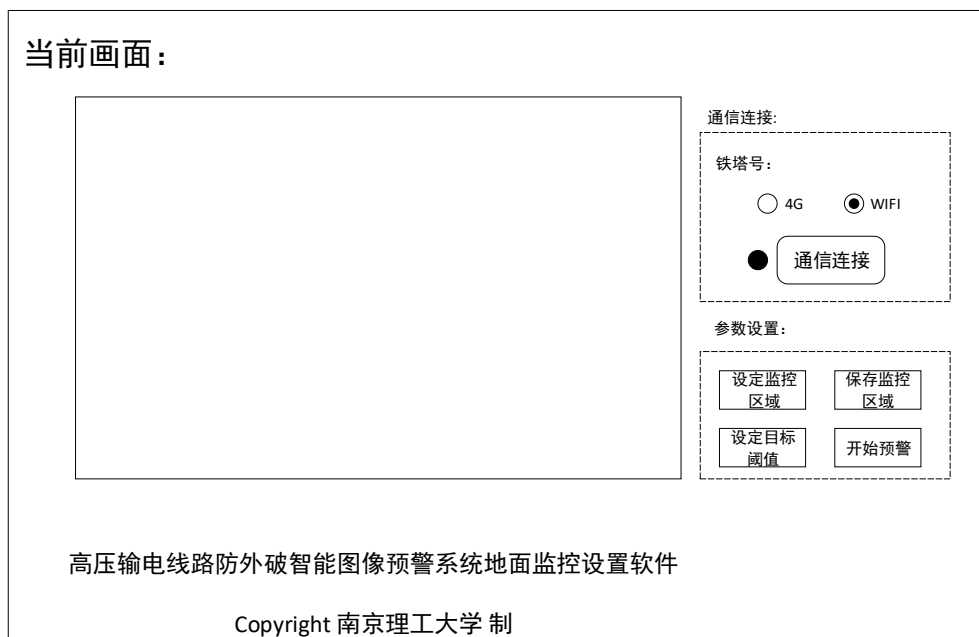 当前画面：
通信连接:
铁塔号：
4G
WIFI
通信连接
参数设置：
设定监控
区域
保存监控
区域
设定目标
阈值
开始预警
高压输电线路防外破智能图像预警系统地面监控设置软件
Copyright 南京理工大学 制